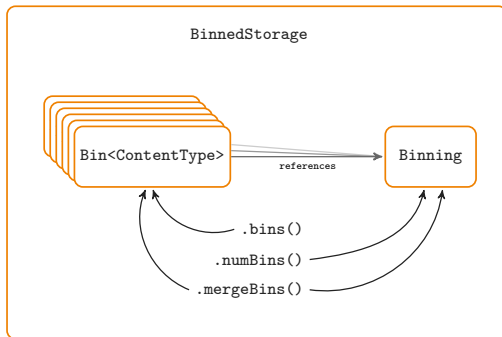 BinnedStorage
Bin<ContentType>
Binning
references
.bins()
.numBins()
.mergeBins()